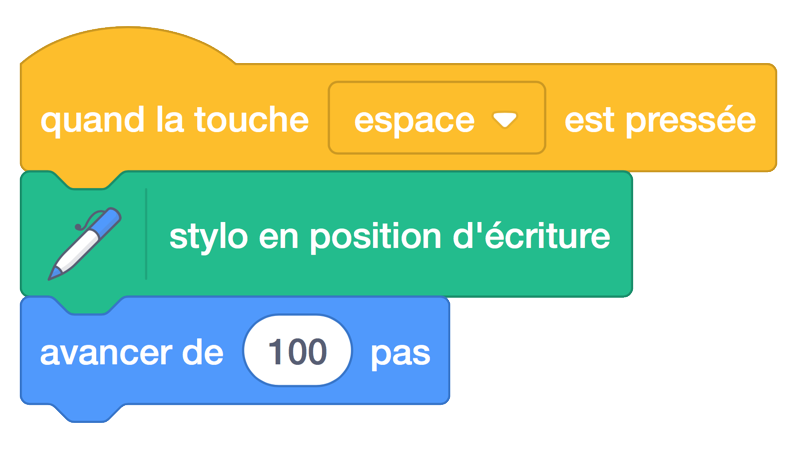 quand la touche espace est pressée
stylo en position d'écriture
avancer de 100 pas